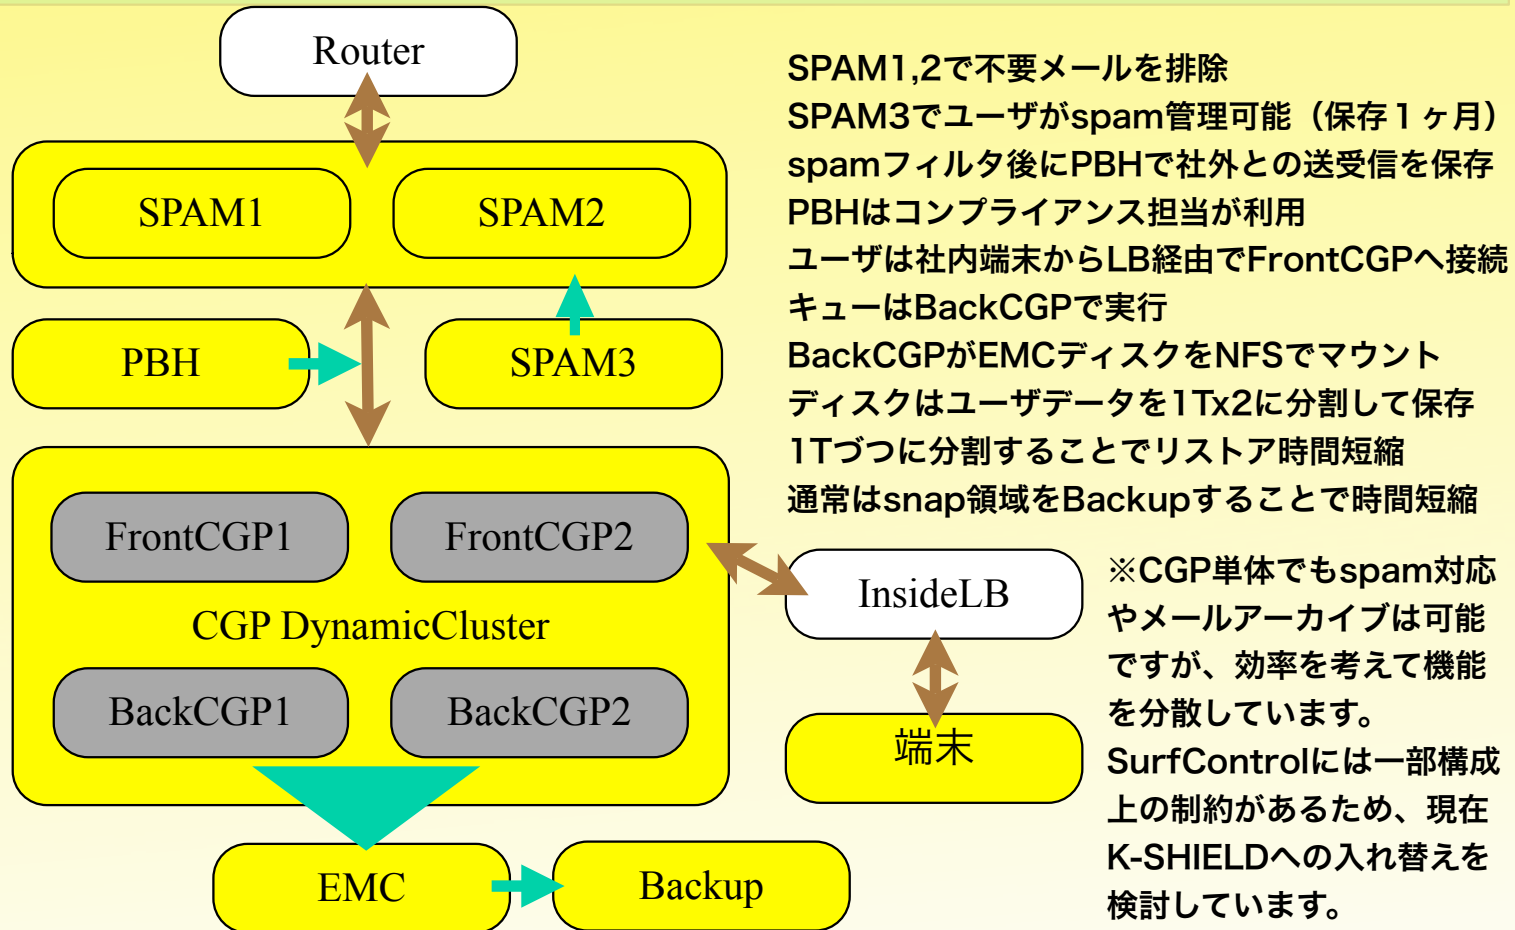 Router
SPAM1
SPAM2
PBH
SPAM3
FrontCGP1
FrontCGP2
CGP DynamicCluster
BackCGP1
BackCGP2
EMC
Backup
SPAM1,2で不要メールを排除
SPAM3でユーザがspam管理可能（保存１ヶ月）
spamフィルタ後にPBHで社外との送受信を保存
PBHはコンプライアンス担当が利用
ユーザは社内端末からLB経由でFrontCGPへ接続
キューはBackCGPで実行
BackCGPがEMCディスクをNFSでマウント
ディスクはユーザデータを1Tx2に分割して保存
1Tづつに分割することでリストア時間短縮
通常はsnap領域をBackupすることで時間短縮
InsideLB
端末
※CGP単体でもspam対応
やメールアーカイブは可能
ですが、効率を考えて機能
を分散しています。
SurfControlには一部構成
上の制約があるため、現在
K-SHIELDへの入れ替えを
検討しています。